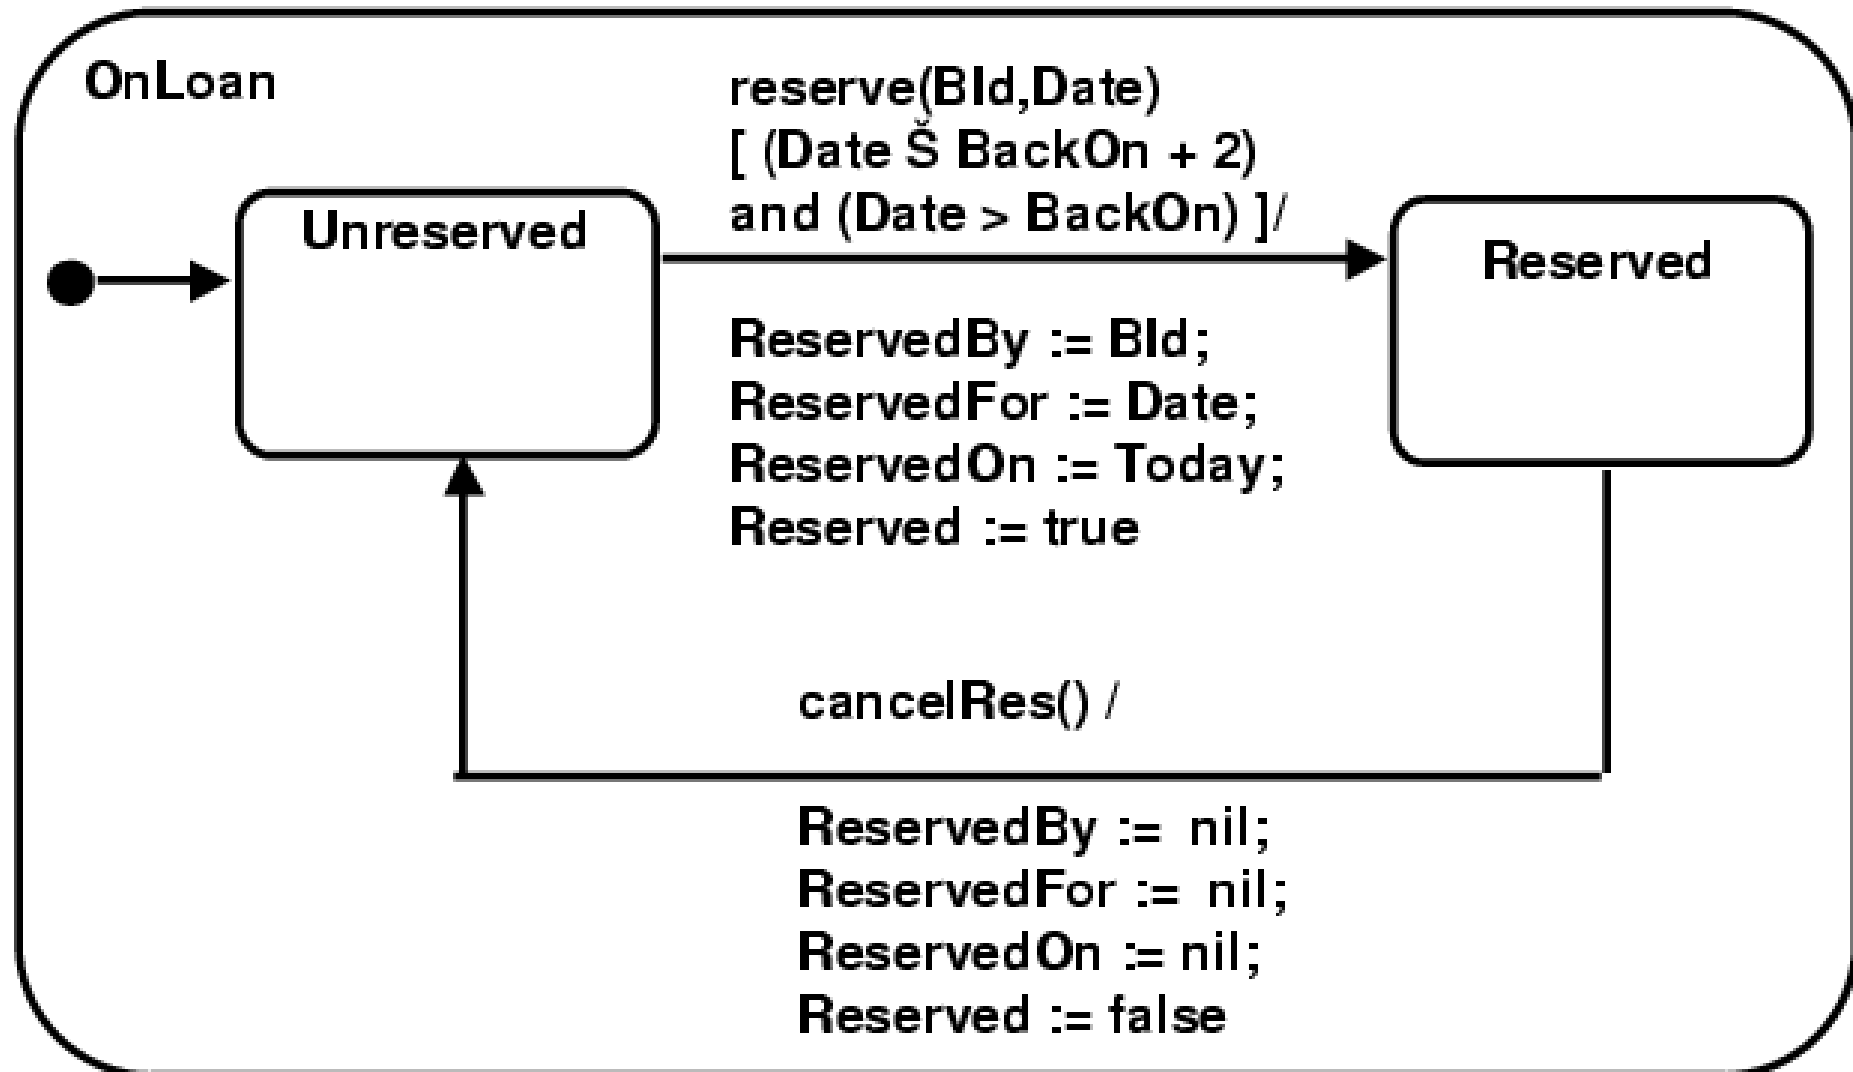 OnLoan
reserve(BId,Date)
[ (Date Š BackOn + 2)
and (Date > BackOn) ]/
Unreserved
Reserved
ReservedBy := BId;
ReservedFor := Date;
ReservedOn := Today;
Reserved := true
cancelRes() /
ReservedBy := nil;
ReservedFor := nil;
ReservedOn := nil;
Reserved := false